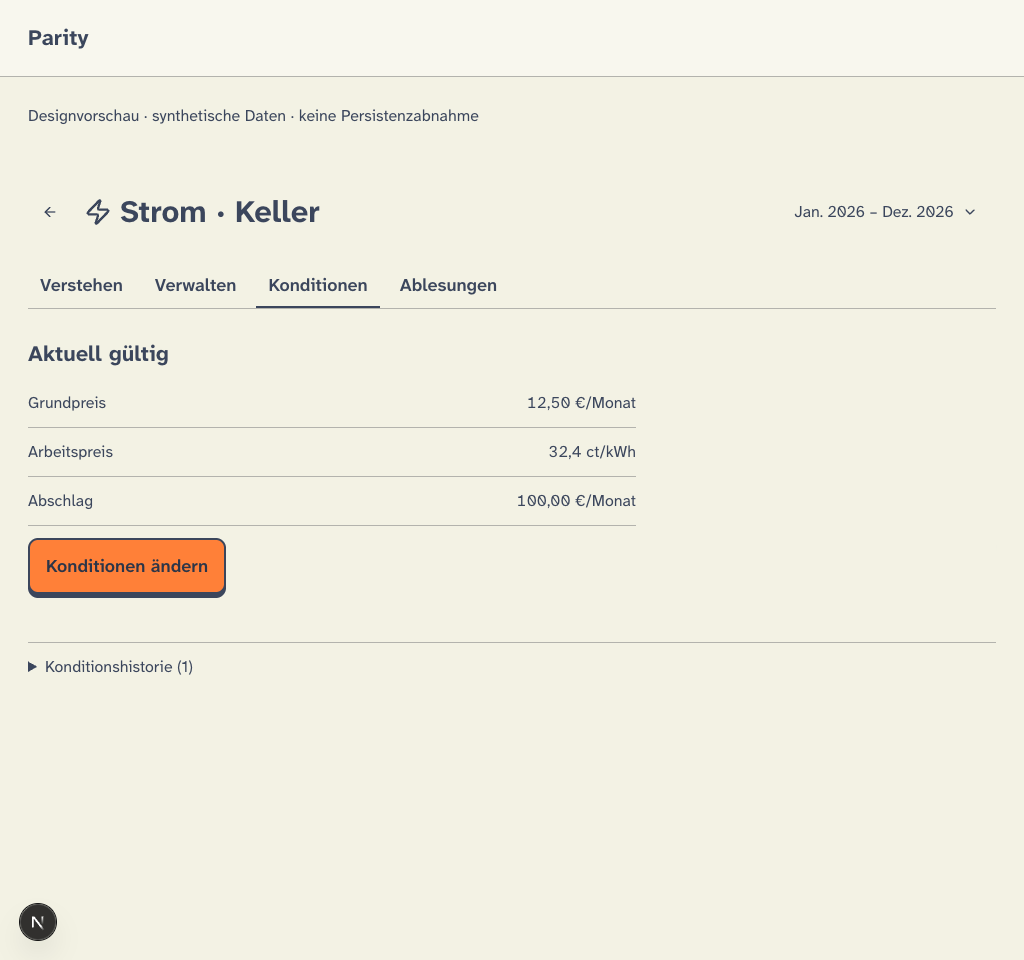 Parity
Designvorschau · synthetische Daten · keine Persistenzabnahme
← Strom · Keller
Jan. 2026 – Dez. 2026
Verstehen Verwalten Konditionen Ablesungen
Aktuell gültig
Grundpreis 12,50 €/Monat
Arbeitspreis 32,4 ct/kWh
Abschlag 100,00 €/Monat
Konditionen ändern
▶ Konditionshistorie (1)
N